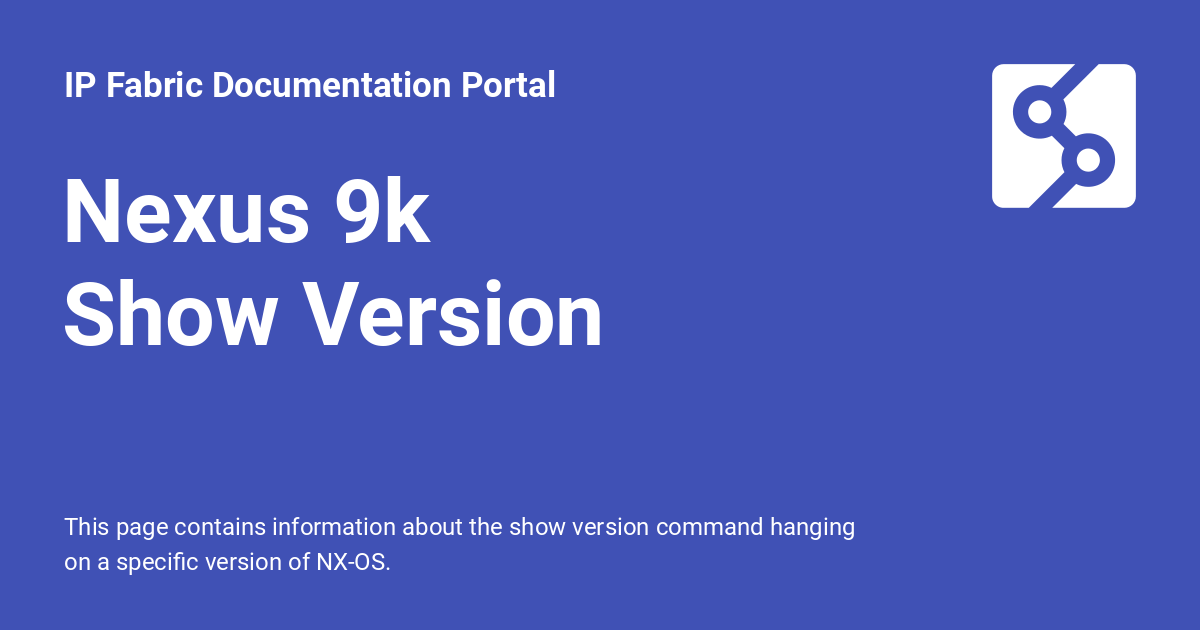 IP Fabric Documentation Portal
Nexus 9k
Show Version
This page contains information about the show version command hanging
on a specific version of NX-OS.